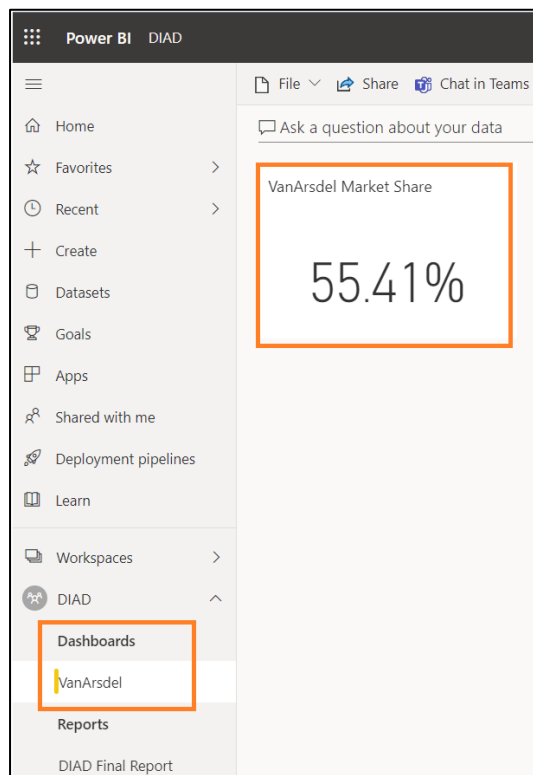 Power BI DIAD
File Share Chat in Teams
Ask a question about your data
VanArsdel Market Share
55.41%
Home
Favorites
Recent
Create
Datasets
Goals
Apps
Shared with me
Deployment pipelines
Learn
Workspaces
DIAD
Dashboards
VanArsdel
Reports
DIAD Final Report